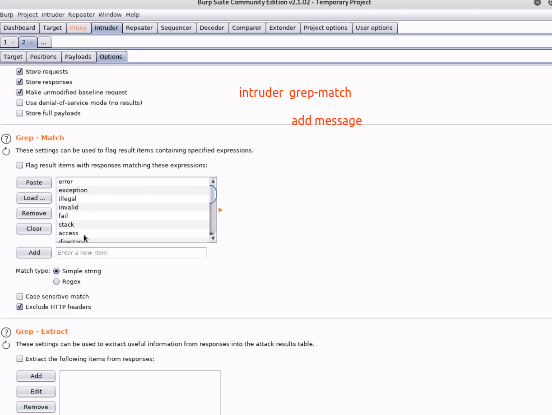 Burp Suite Community Edition v2.1.02 - Temporary Project
Burp Project Intruder Repeater Window Help
Dashboard Target Proxy Intruder Repeater Sequencer Decoder Comparer Extender Project options User options
1 × 2 × ...
Target Positions Payloads Options
Store requests
Store responses
Make unmodified baseline request
Use denial-of-service mode (no results)
Store full payloads
intruder grep-match
add message
Grep - Match
These settings can be used to flag result items containing specified expressions.
Flag result items with responses matching these expressions:
Paste
Load ...
Remove
Clear
error
exception
illegal
invalid
fail
stack
access
directory
Add
Enter a new item
Match type: Simple string
Regex
Case sensitive match
Exclude HTTP headers
Grep - Extract
These settings can be used to extract useful information from responses into the attack results table.
Extract the following items from responses:
Add
Edit
Remove